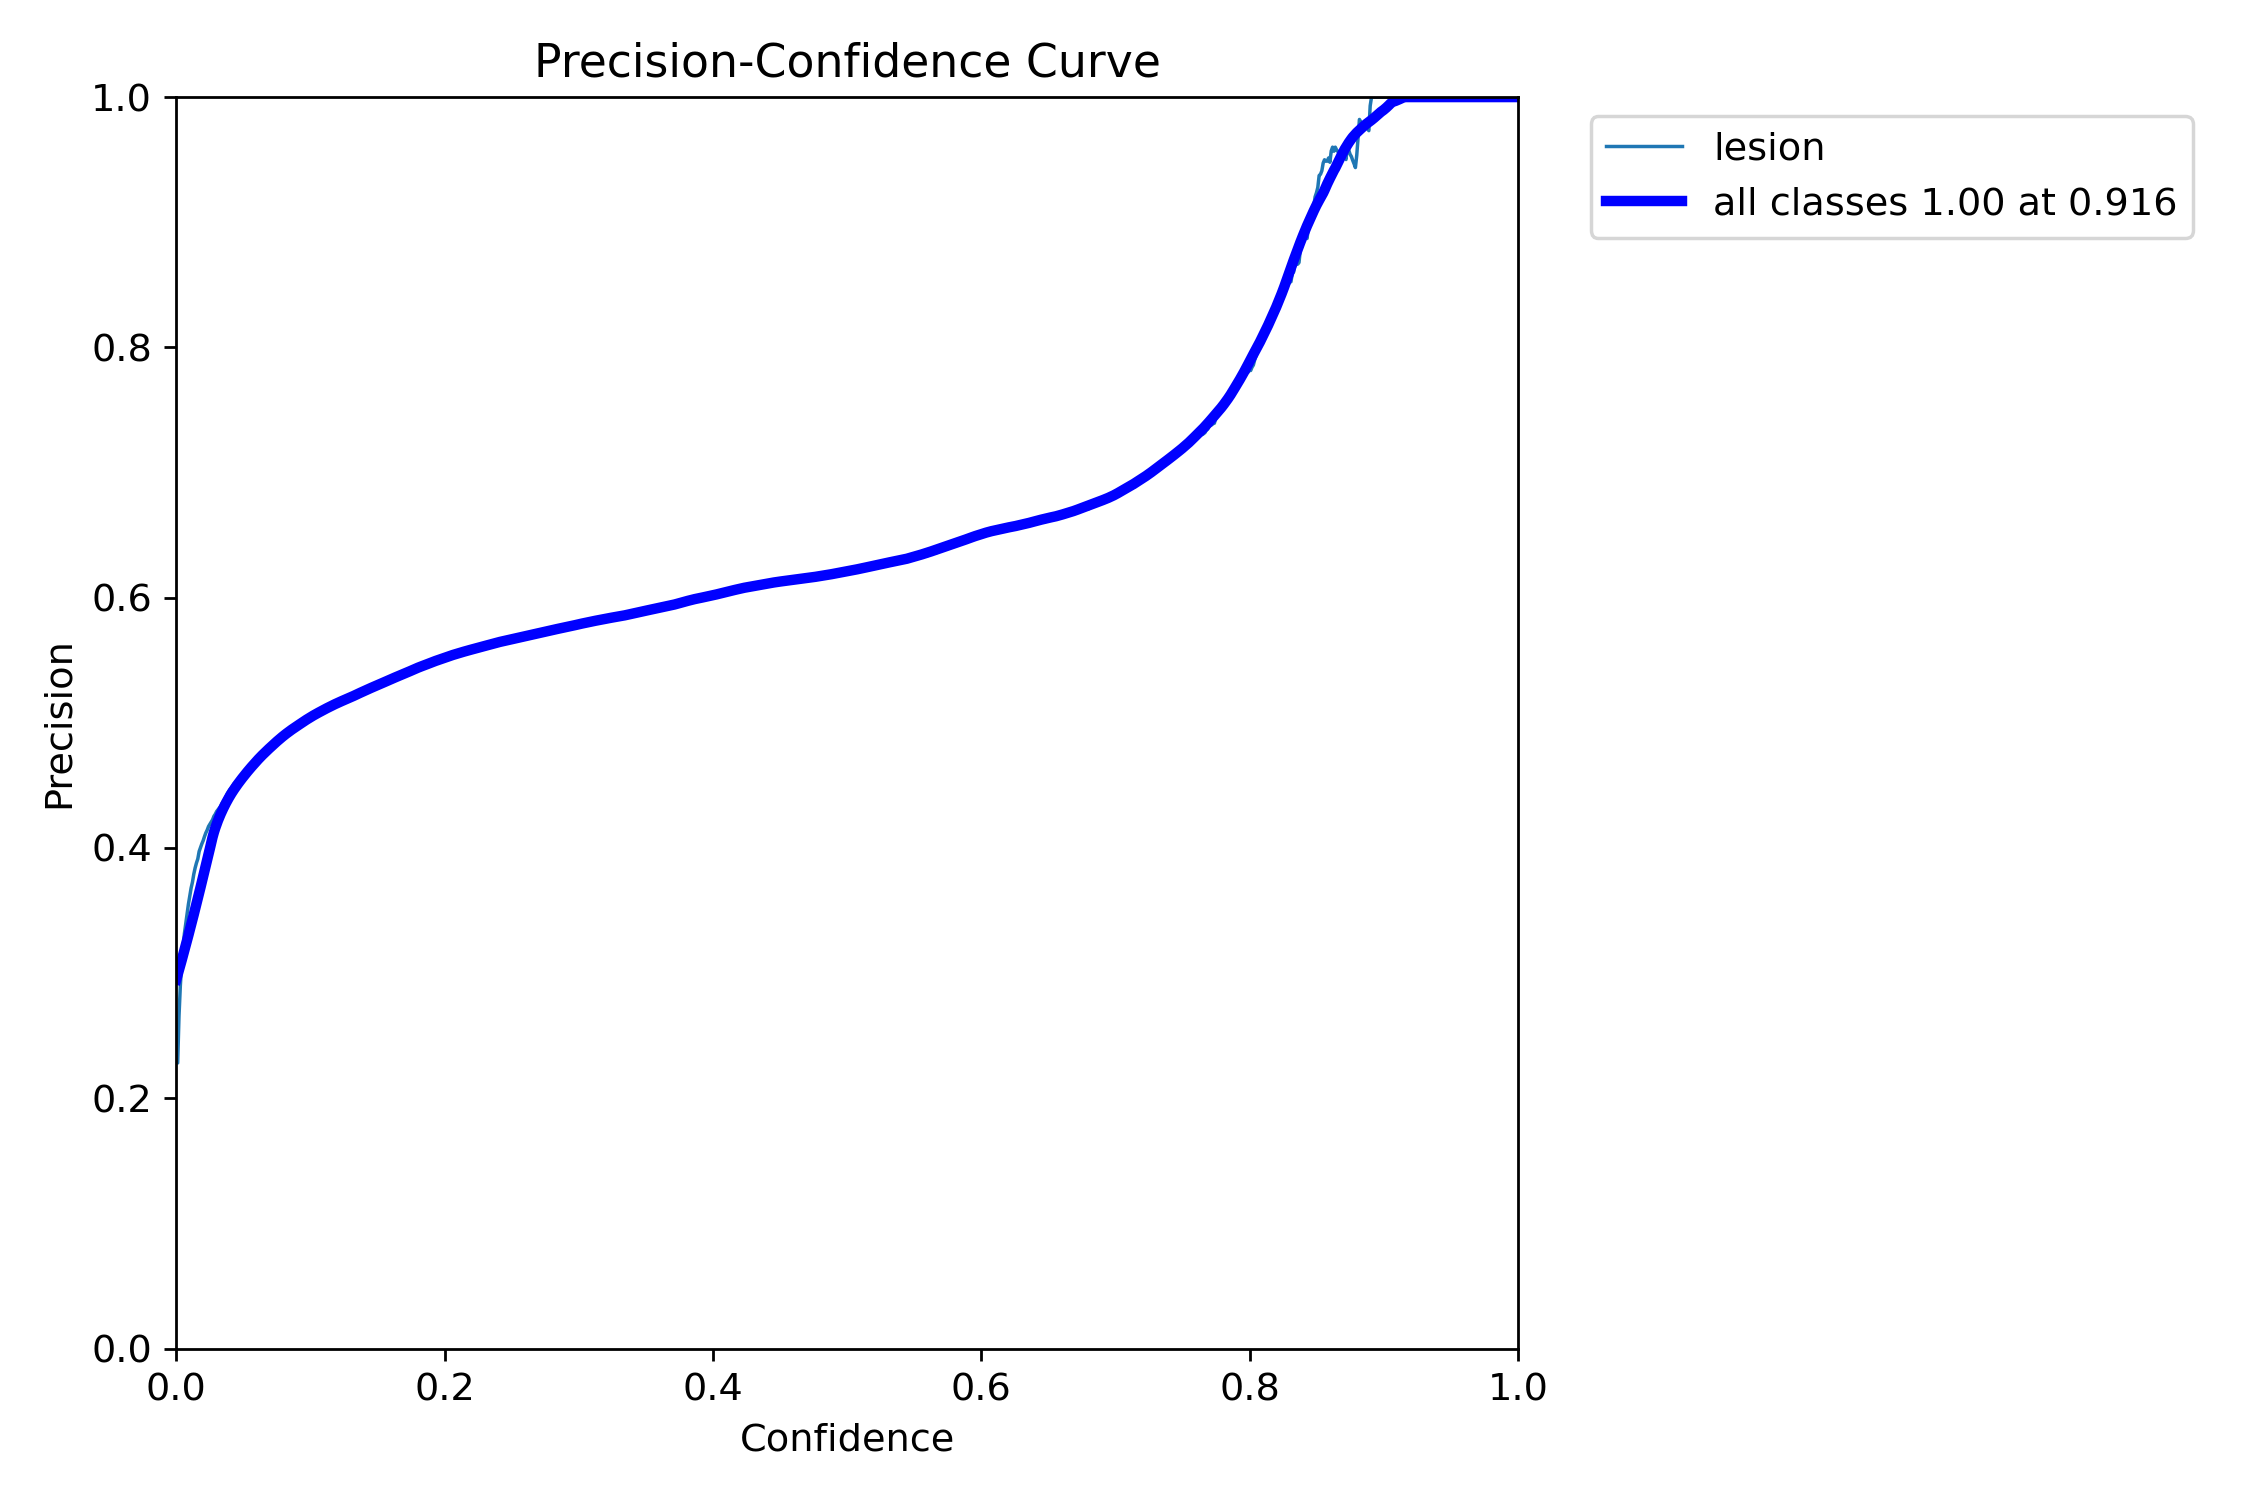 Precision-Confidence Curve
1.0
0.8
0.6
0.4
0.2
0.0
Precision
0.0 0.2 0.4 0.6 0.8 1.0
Confidence
lesion
all classes 1.00 at 0.916